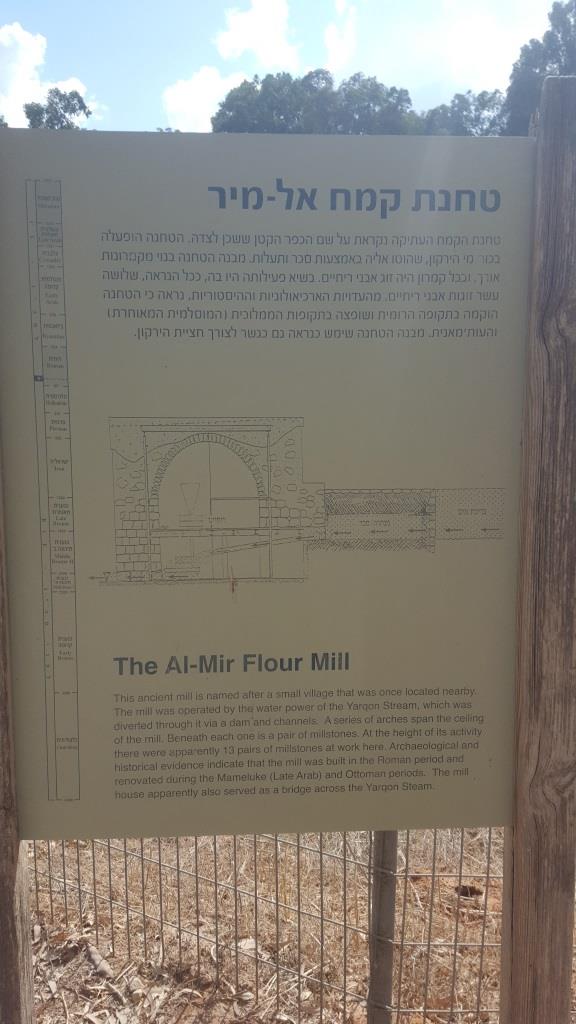 טחנת קמח אל-מיר
טחנת הקמח העתיקה נקראת על שם הכפר הקטן ששכן לצדה. הטחנה הופעלה
בכוח מי הירקון, שהוטו אליה באמצעות סכר ותעלות. מבנה הטחנה בנוי מקמרונות
אורך, ובכל קמרון היה זוג אבני ריחיים. בשיא פעילותה היו בה, ככל הנראה, שלושה
עשר זוגות אבני ריחיים. מהעדויות הארכיאולוגיות וההיסטוריות, נראה כי הטחנה
הוקמה בתקופה הרומית ושופצה בתקופות הממלוכית (המוסלמית המאוחרת)
והעות'מאנית. מבנה הטחנה שימש כנראה גם כגשר לצורך חציית הירקון.
The Al-Mir Flour Mill
This ancient mill is named after a small village that was once located nearby.
The mill was operated by the water power of the Yarqon Stream, which was
diverted through it via a dam and channels. A series of arches span the ceiling
of the mill. Beneath each one is a pair of millstones. At the height of its activity
there were apparently 13 pairs of millstones at work here. Archaeological and
historical evidence indicate that the mill was built in the Roman period and
renovated during the Mameluke (Late Arab) and Ottoman periods. The mill
house apparently also served as a bridge across the Yarqon Steam.